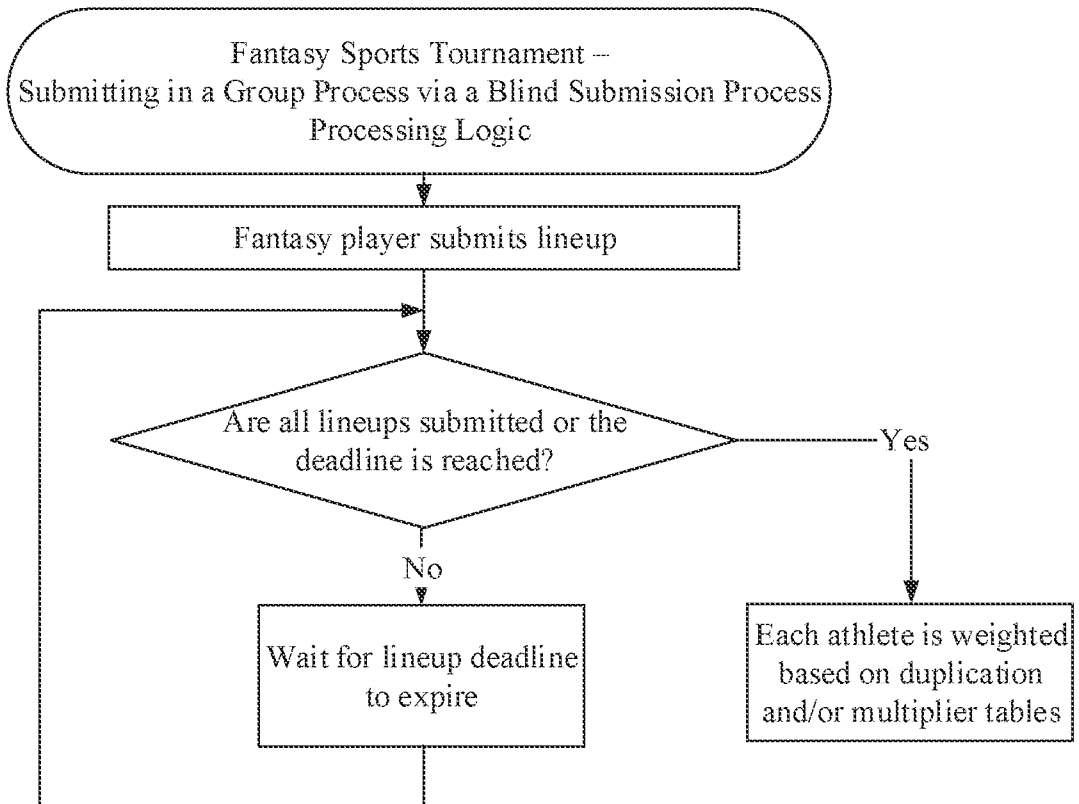 Fantasy Sports Tournament –
Submitting in a Group Process via a Blind Submission Process
Processing Logic
Fantasy player submits lineup
Are all lineups submitted or the
deadline is reached?
Yes
No
Wait for lineup deadline
to expire
Each athlete is weighted
based on duplication
and/or multiplier tables